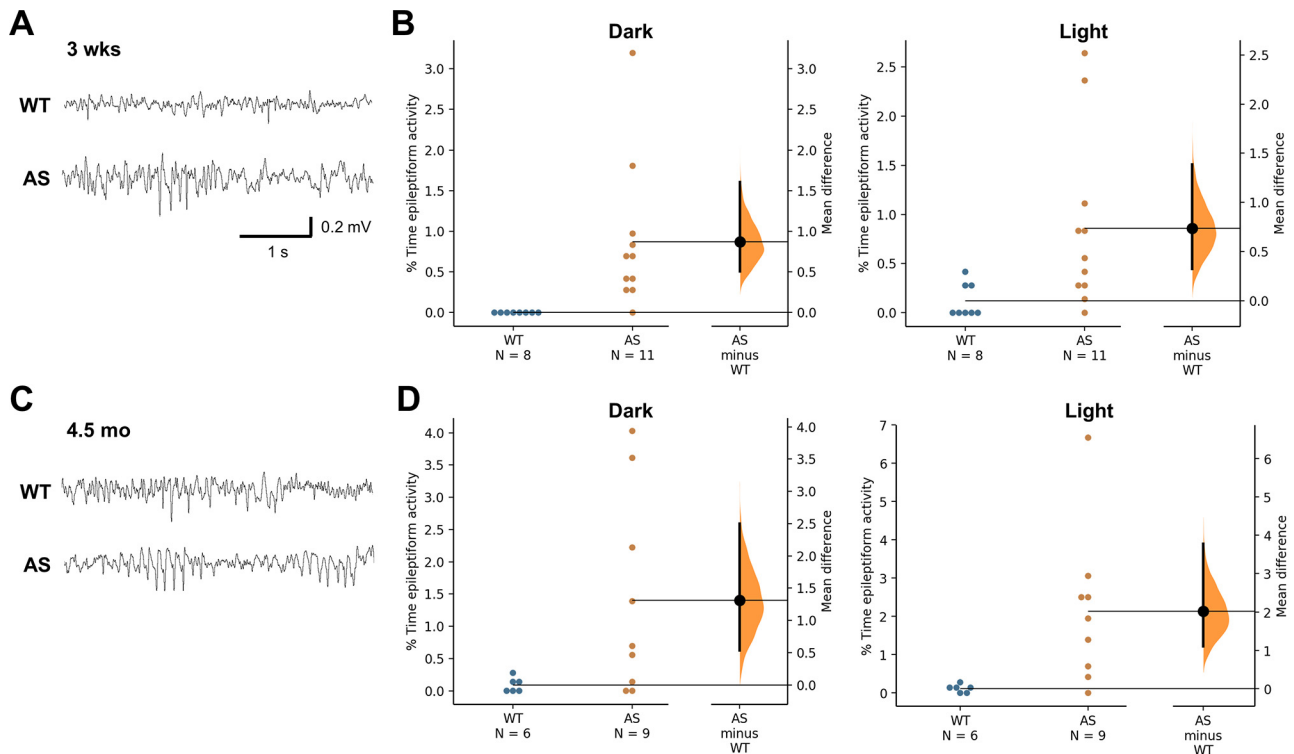 A
3 wks
WT
AS
0.2 mV
1 s
B
Dark
% Time epileptiform activity
3.0
2.5
2.0
1.5
1.0
0.5
0.0
WT
N = 8
AS
N = 11
AS
minus
WT
3.0
2.5
2.0
1.5
1.0
0.5
0.0
Mean difference
Light
% Time epileptiform activity
2.5
2.0
1.5
1.0
0.5
0.0
WT
N = 8
AS
N = 11
AS
minus
WT
2.5
2.0
1.5
1.0
0.5
0.0
Mean difference
C
4.5 mo
WT
AS
D
Dark
% Time epileptiform activity
4.0
3.5
3.0
2.5
2.0
1.5
1.0
0.5
0.0
WT
N = 6
AS
N = 9
AS
minus
WT
4.0
3.5
3.0
2.5
2.0
1.5
1.0
0.5
0.0
Mean difference
Light
% Time epileptiform activity
7
6
5
4
3
2
1
0
WT
N = 6
AS
N = 9
AS
minus
WT
6
5
4
3
2
1
0
Mean difference